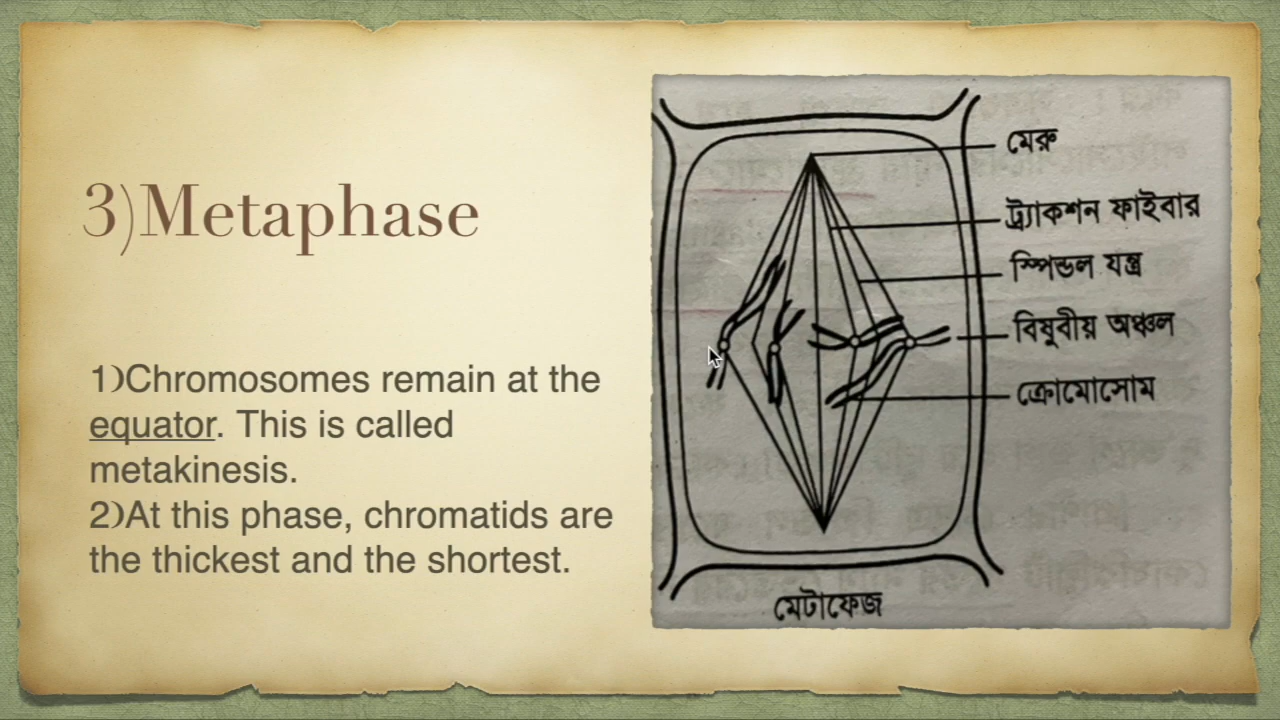 3)Metaphase
1)Chromosomes remain at the
equator. This is called
metakinesis.
2)At this phase, chromatids are
the thickest and the shortest.
মেরু
ট্র্যাকশন ফাইবার
স্পিন্ডল যন্ত্র
বিষুবীয় অঞ্চল
ক্রোমোসোম
মেটাফেজ